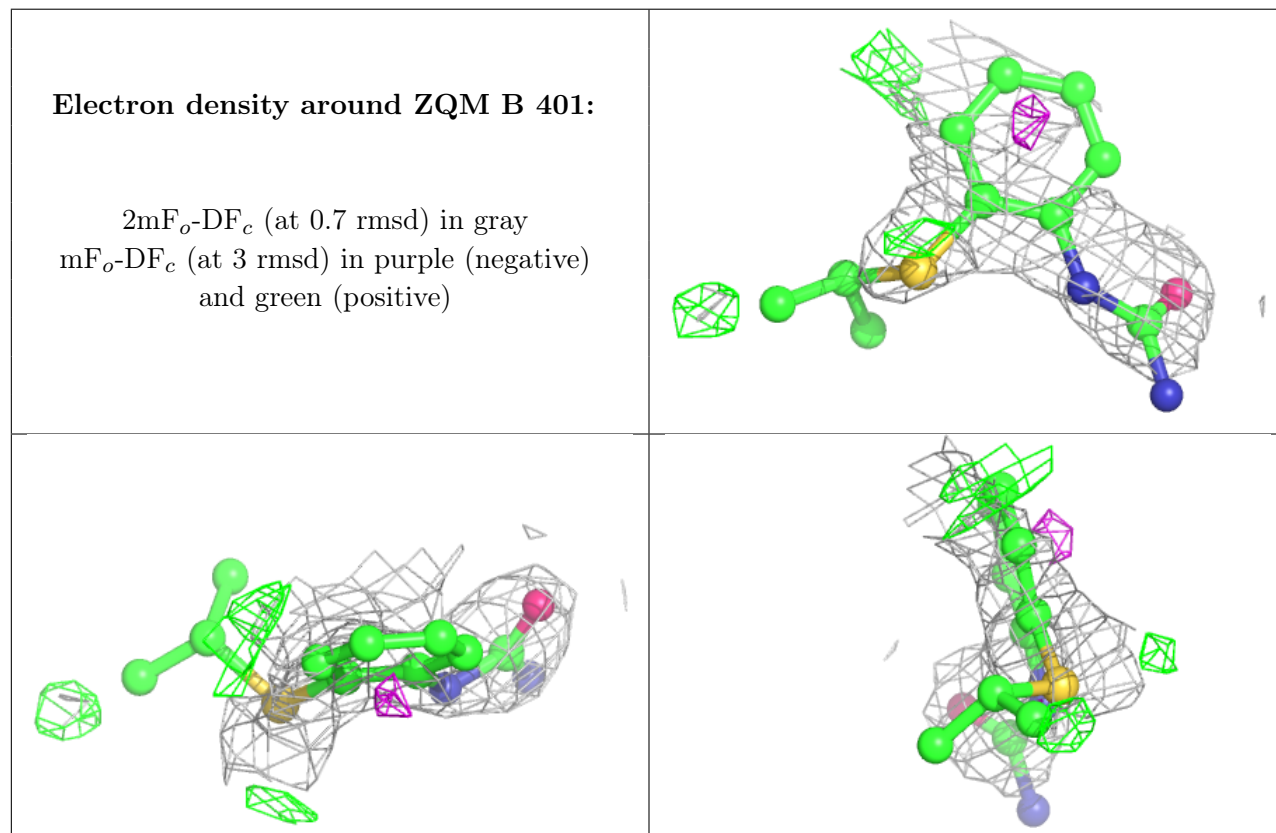 Electron density around ZQM B 401:
2mFₒ-DF𝒸 (at 0.7 rmsd) in gray
mFₒ-DF𝒸 (at 3 rmsd) in purple (negative)
and green (positive)